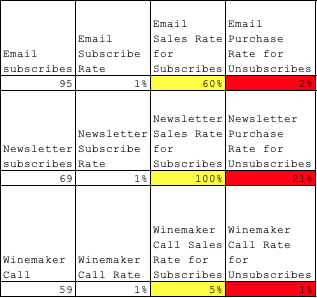 Email subscribes Email Subscribe Rate Email Sales Rate for Subscribes Email Purchase Rate for Unsubscribes
95 1% 60% 2%
Newsletter subscribes Newsletter Subscribe Rate Newsletter Sales Rate for Subscribes Newsletter Purchase Rate for Unsubscribes
69 1% 100% 21%
Winemaker Call Winemaker Call Rate Winemaker Call Sales Rate for Subscribes Winemaker Call Rate for Unsubscribes
59 1% 5% 1%